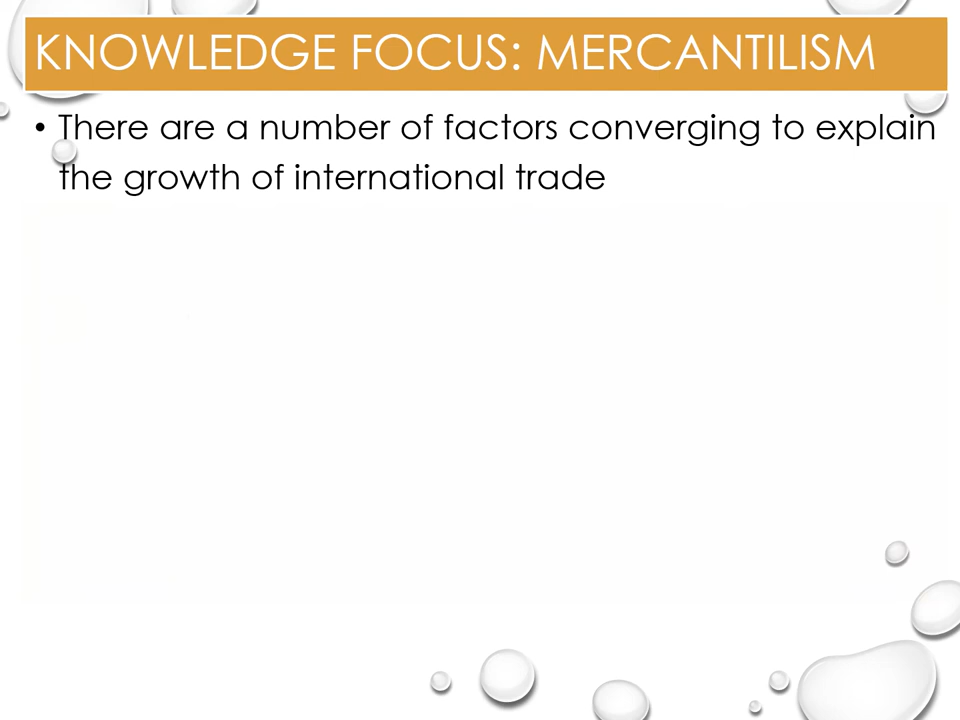 KNOWLEDGE FOCUS: MERCANTILISM
• There are a number of factors converging to explain
the growth of international trade